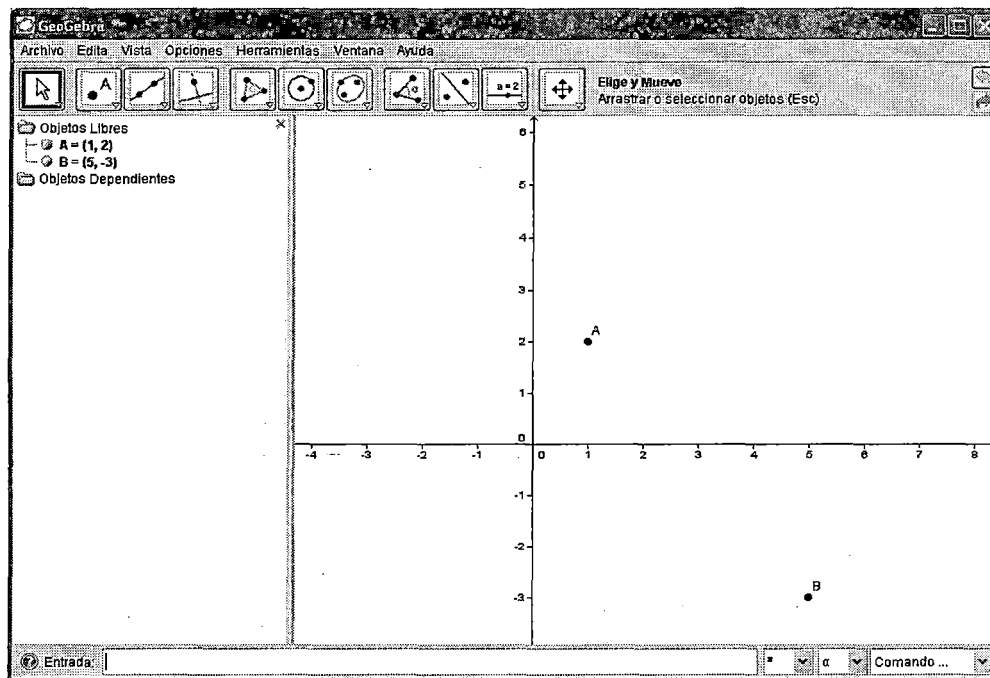 GeoGebra
Archivo Edita Vista Opciones Herramientas Ventana Ayuda
A
α
a=2
Elige y Mueve
Arrastrar o seleccionar objetos (Esc)
Objetos Libres
A = (1, 2)
B = (5, -3)
Objetos Dependientes
6
5
4
3
2
1
0
-1
-2
-3
-4 -3 -2 -1 0 1 2 3 4 5 6 7 8
A
B
Entrada:
α
Comando ...